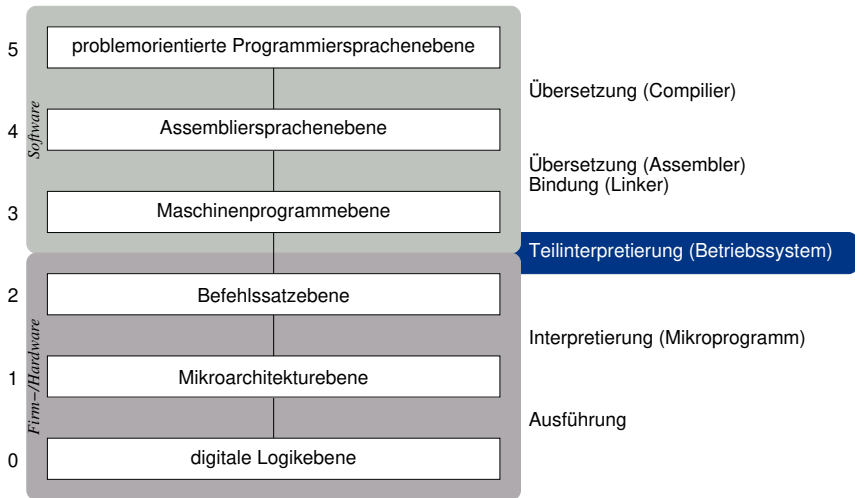 5
problemorientierte Programmiersprachenebene
Übersetzung (Compilier)
4
Assembliersprachenebene
Software
Übersetzung (Assembler)
Bindung (Linker)
3
Maschinenprogrammebene
Teilinterpretierung (Betriebssystem)
2
Befehlssatzebene
Interpretierung (Mikroprogramm)
1
Mikroarchitekturebene
Firm-/Hardware
Ausführung
0
digitale Logikebene